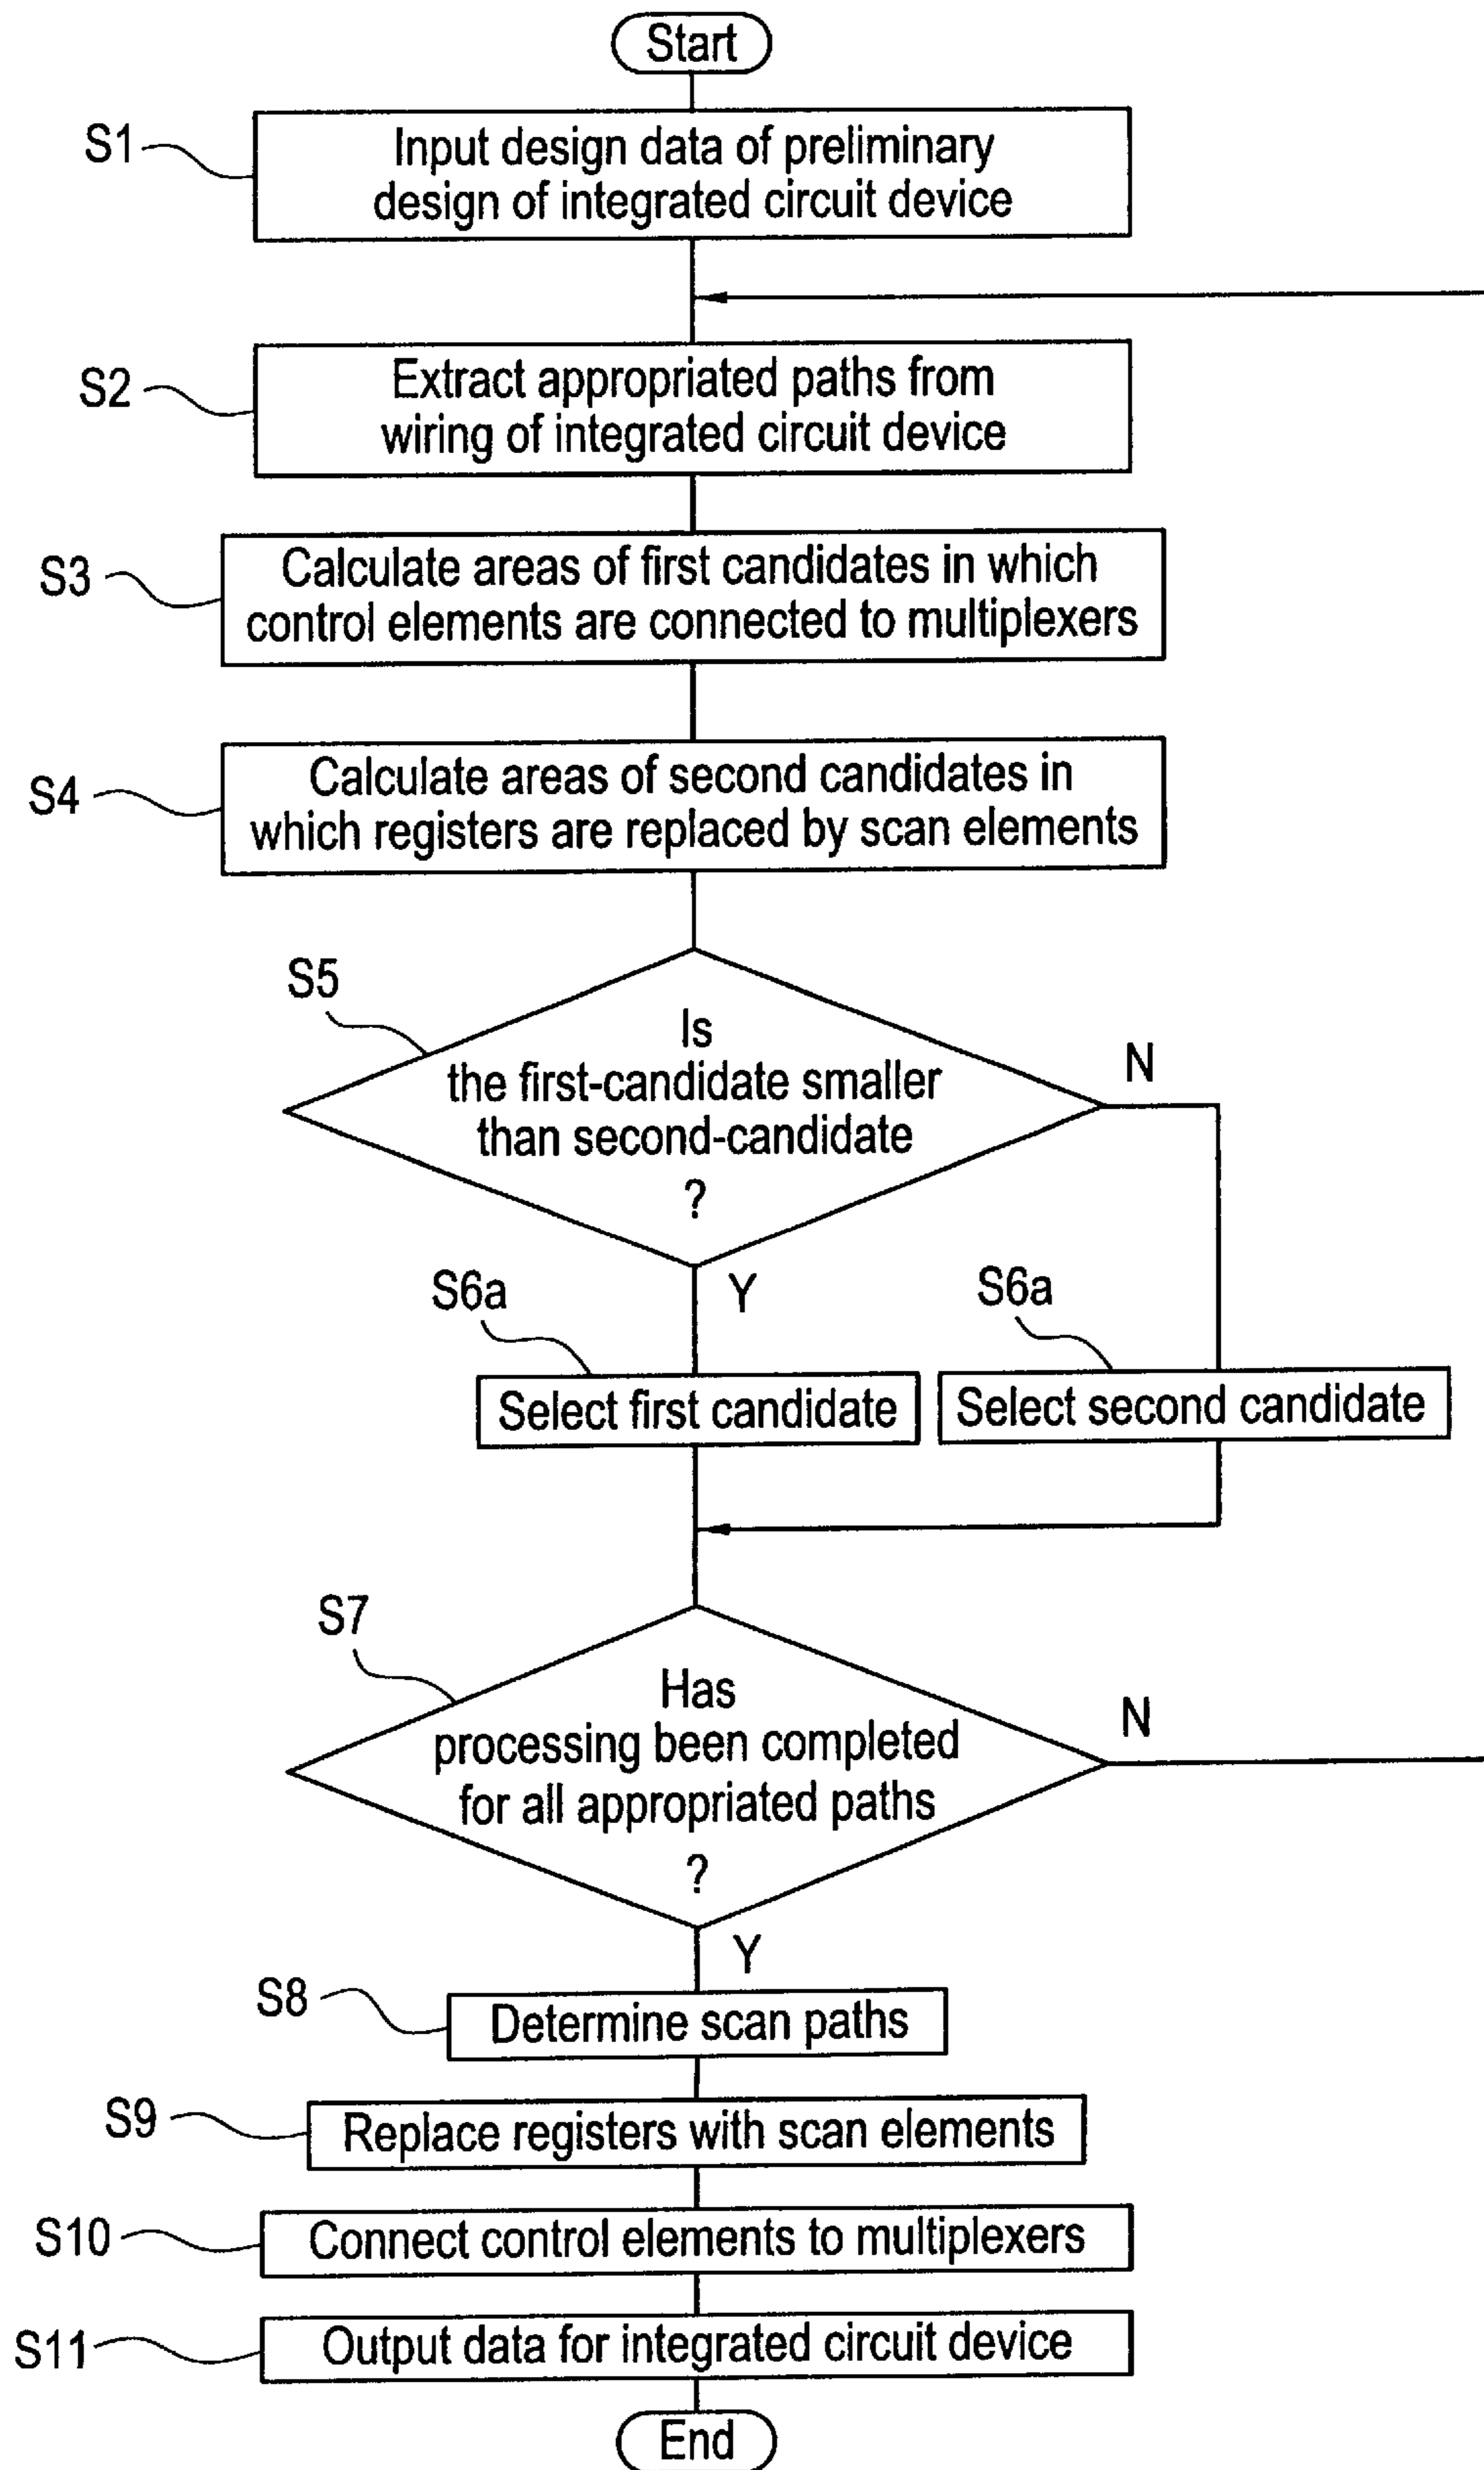 Start
S1
Input design data of preliminary
design of integrated circuit device
S2
Extract appropriated paths from
wiring of integrated circuit device
S3
Calculate areas of first candidates in which
control elements are connected to multiplexers
S4
Calculate areas of second candidates in
which registers are replaced by scan elements
S5
Is
the first-candidate smaller
than second-candidate
?
N
Y
S6a
Select first candidate
S6a
Select second candidate
S7
Has
processing been completed
for all appropriated paths
?
N
Y
S8
Determine scan paths
S9
Replace registers with scan elements
S10
Connect control elements to multiplexers
S11
Output data for integrated circuit device
End